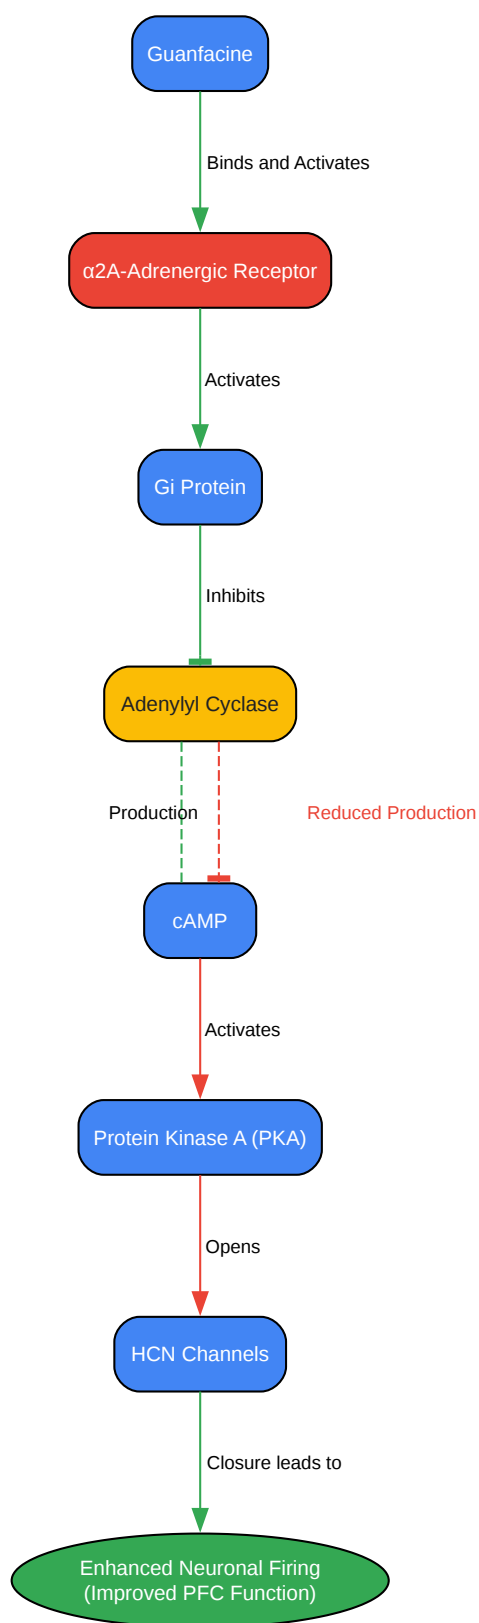 Guanfacine
Binds and Activates
α2A-Adrenergic Receptor
Activates
Gi Protein
Inhibits
Adenylyl Cyclase
Production
Reduced Production
cAMP
Activates
Protein Kinase A (PKA)
Opens
HCN Channels
Closure leads to
Enhanced Neuronal Firing
(Improved PFC Function)